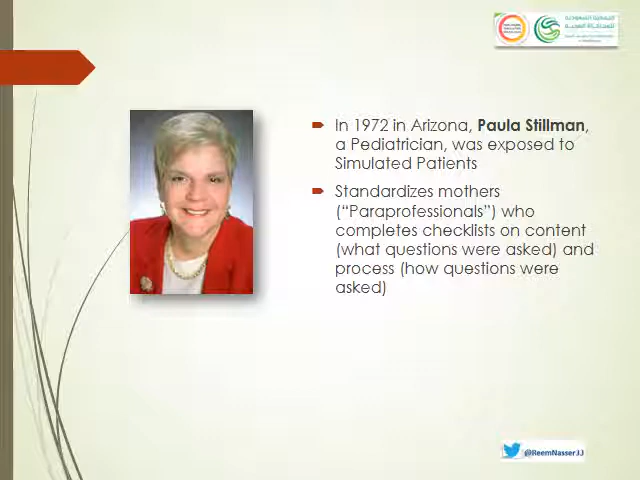 In 1972 in Arizona, Paula Stillman,
a Pediatrician, was exposed to
Simulated Patients
Standardizes mothers
(“Paraprofessionals”) who
completes checklists on content
(what questions were asked) and
process (how questions were
asked)
@ReemNasserJJ